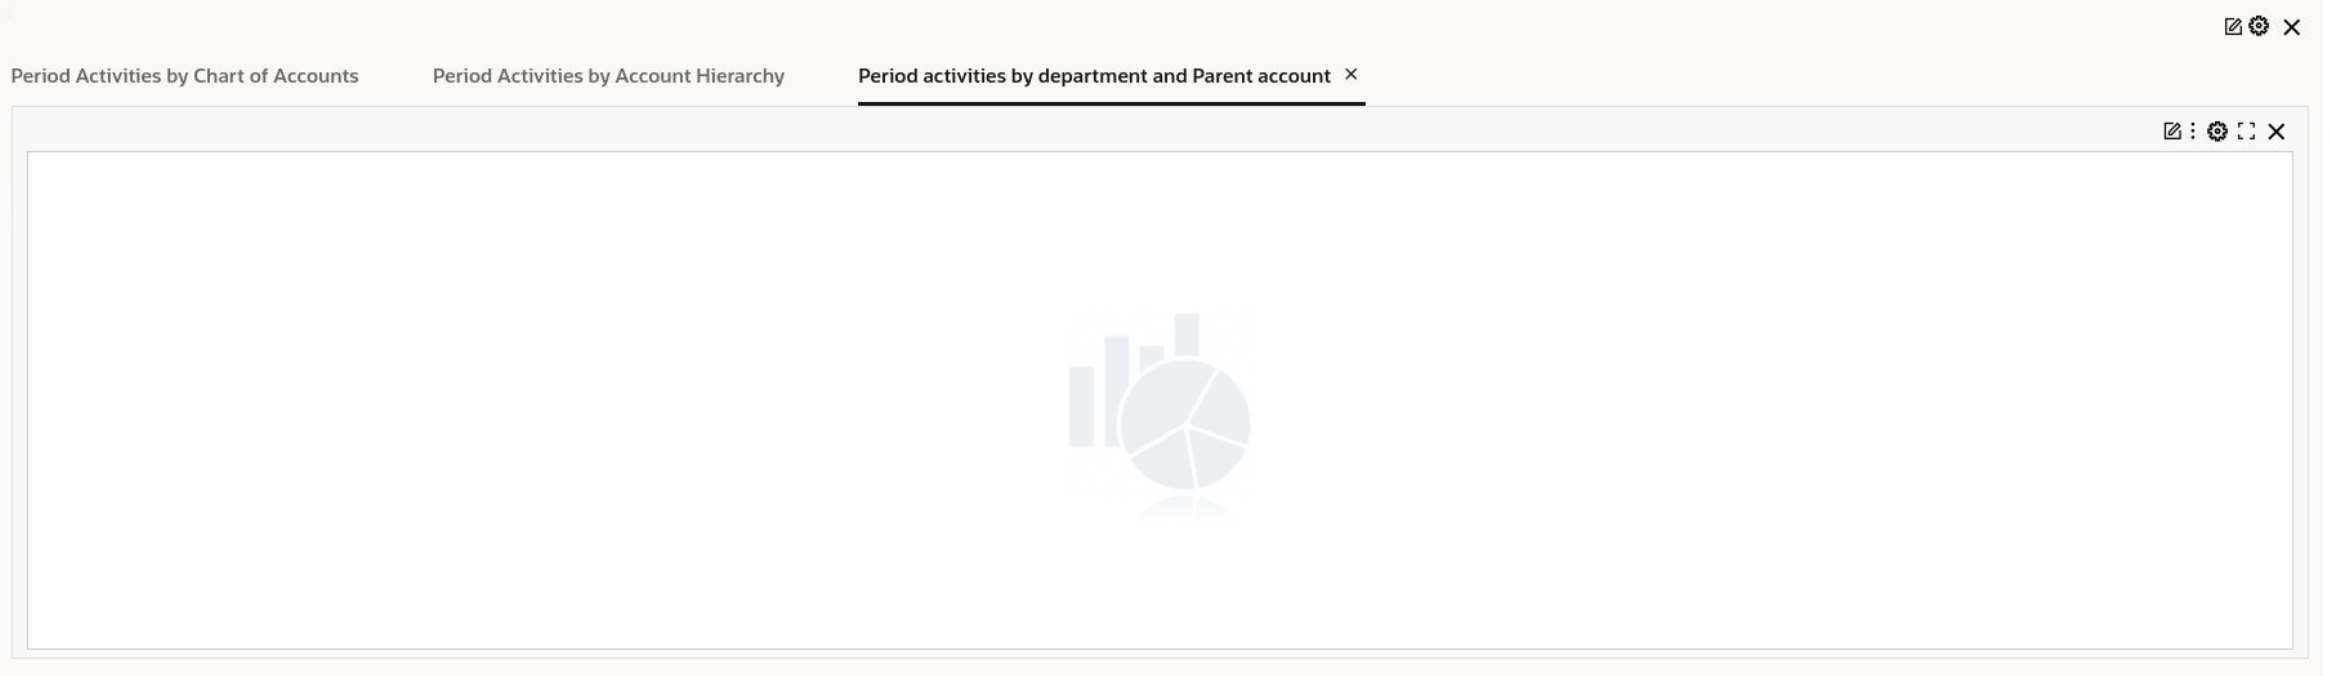 Period Activities by Chart of Accounts
Period Activities by Account Hierarchy
Period activities by department and Parent account